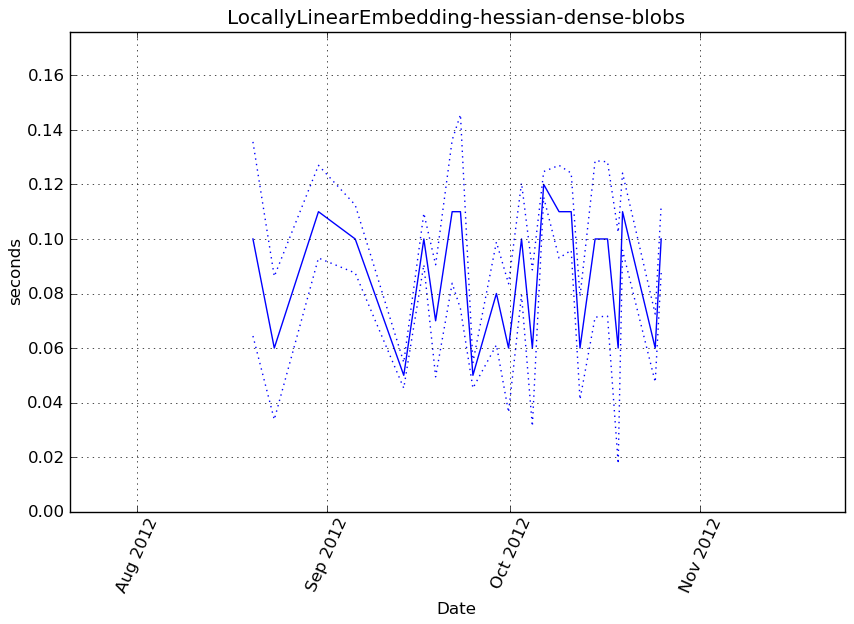 LocallyLinearEmbedding-hessian-dense-blobs
0.16
0.14
0.12
0.10
0.08
0.06
0.04
0.02
0.00
seconds
Aug 2012
Sep 2012
Oct 2012
Nov 2012
Date